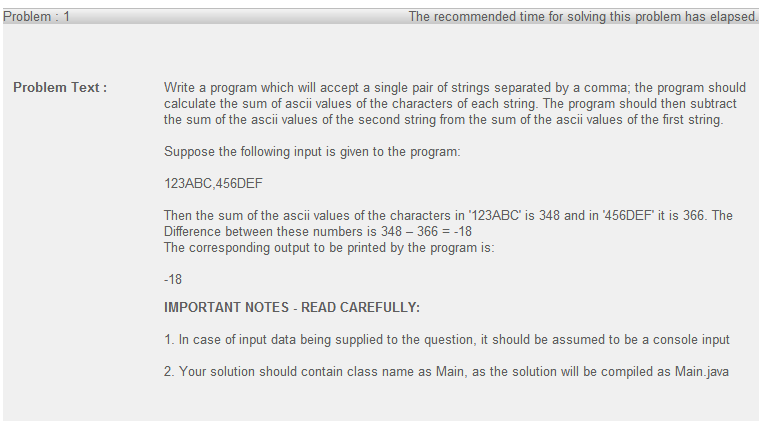 Problem : 1
The recommended time for solving this problem has elapsed.
Problem Text :
Write a program which will accept a single pair of strings separated by a comma; the program should
calculate the sum of ascii values of the characters of each string. The program should then subtract
the sum of the ascii values of the second string from the sum of the ascii values of the first string.
Suppose the following input is given to the program:
123ABC,456DEF
Then the sum of the ascii values of the characters in '123ABC' is 348 and in '456DEF' it is 366. The
Difference between these numbers is 348 – 366 = -18
The corresponding output to be printed by the program is:
-18
IMPORTANT NOTES - READ CAREFULLY:
1. In case of input data being supplied to the question, it should be assumed to be a console input
2. Your solution should contain class name as Main, as the solution will be compiled as Main.java